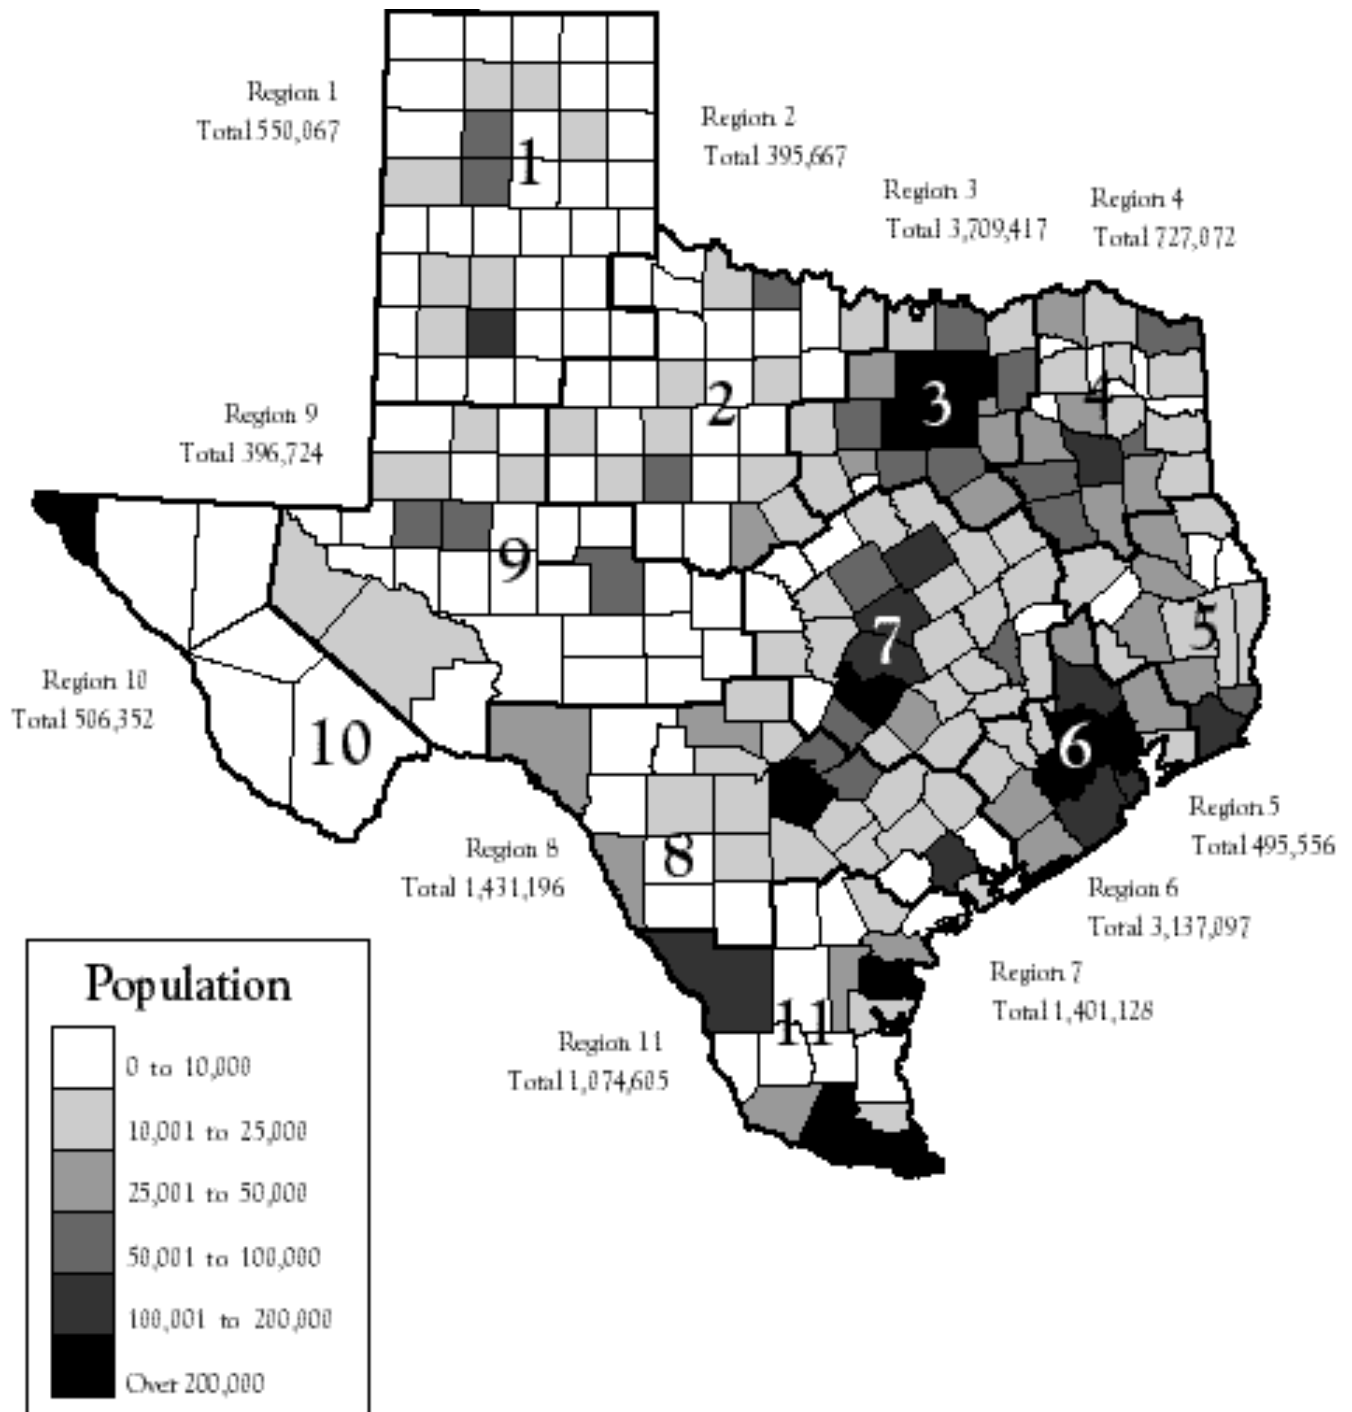 Region 1
Total 550,067
Region 2
Total 395,667
Region 3
Total 3,709,417
Region 4
Total 727,072
1
2
3
4
Region 9
Total 396,724
9
7
5
Region 10
Total 506,352
10
6
Region 5
Total 495,556
Region 8
Total 1,431,196
8
Region 6
Total 3,137,097
Region 7
Total 1,401,128
11
Region 11
Total 1,074,605
Population
0 to 10,000
10,001 to 25,000
25,001 to 50,000
50,001 to 100,000
100,001 to 200,000
Over 200,000